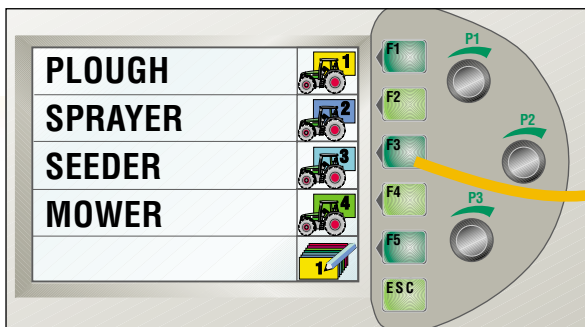 PLOUGH 1
SPRAYER 2
SEEDER 3
MOWER 4
1
F1
F2
F3
F4
F5
ESC
P1
P2
P3